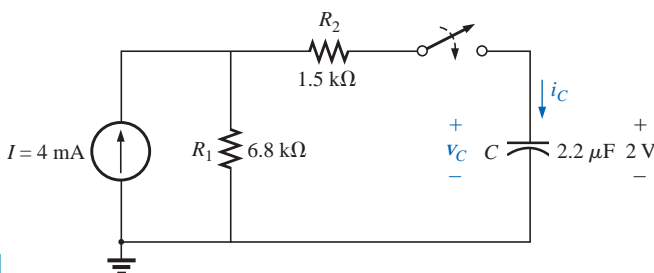 R2
1.5 kΩ
iC
I = 4 mA
R1
6.8 kΩ
+
vC
–
C
2.2 μF
+
2 V
–